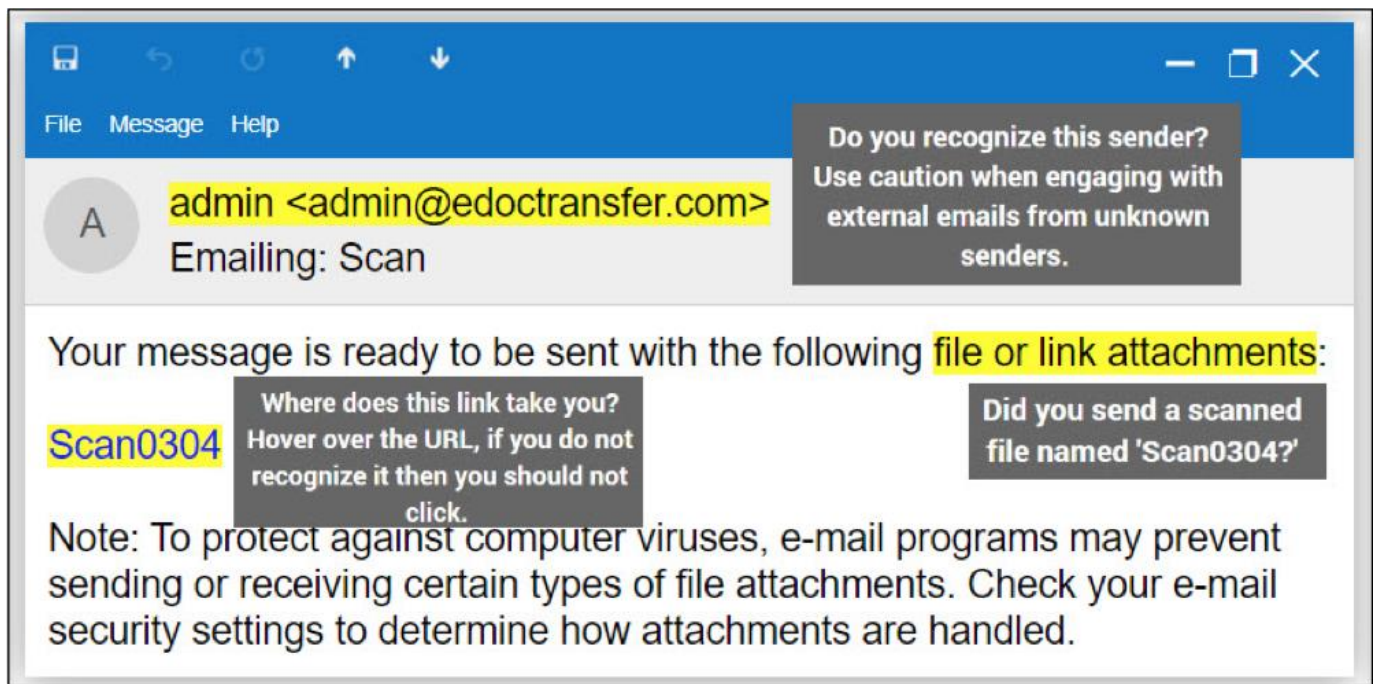 File Message Help
Do you recognize this sender?
Use caution when engaging with
external emails from unknown
senders.
A
admin <admin@edoctransfer.com>
Emailing: Scan
Your message is ready to be sent with the following file or link attachments:
Scan0304
Where does this link take you?
Hover over the URL, if you do not
recognize it then you should not
click.
Did you send a scanned
file named 'Scan0304?'
Note: To protect against computer viruses, e-mail programs may prevent
sending or receiving certain types of file attachments. Check your e-mail
security settings to determine how attachments are handled.